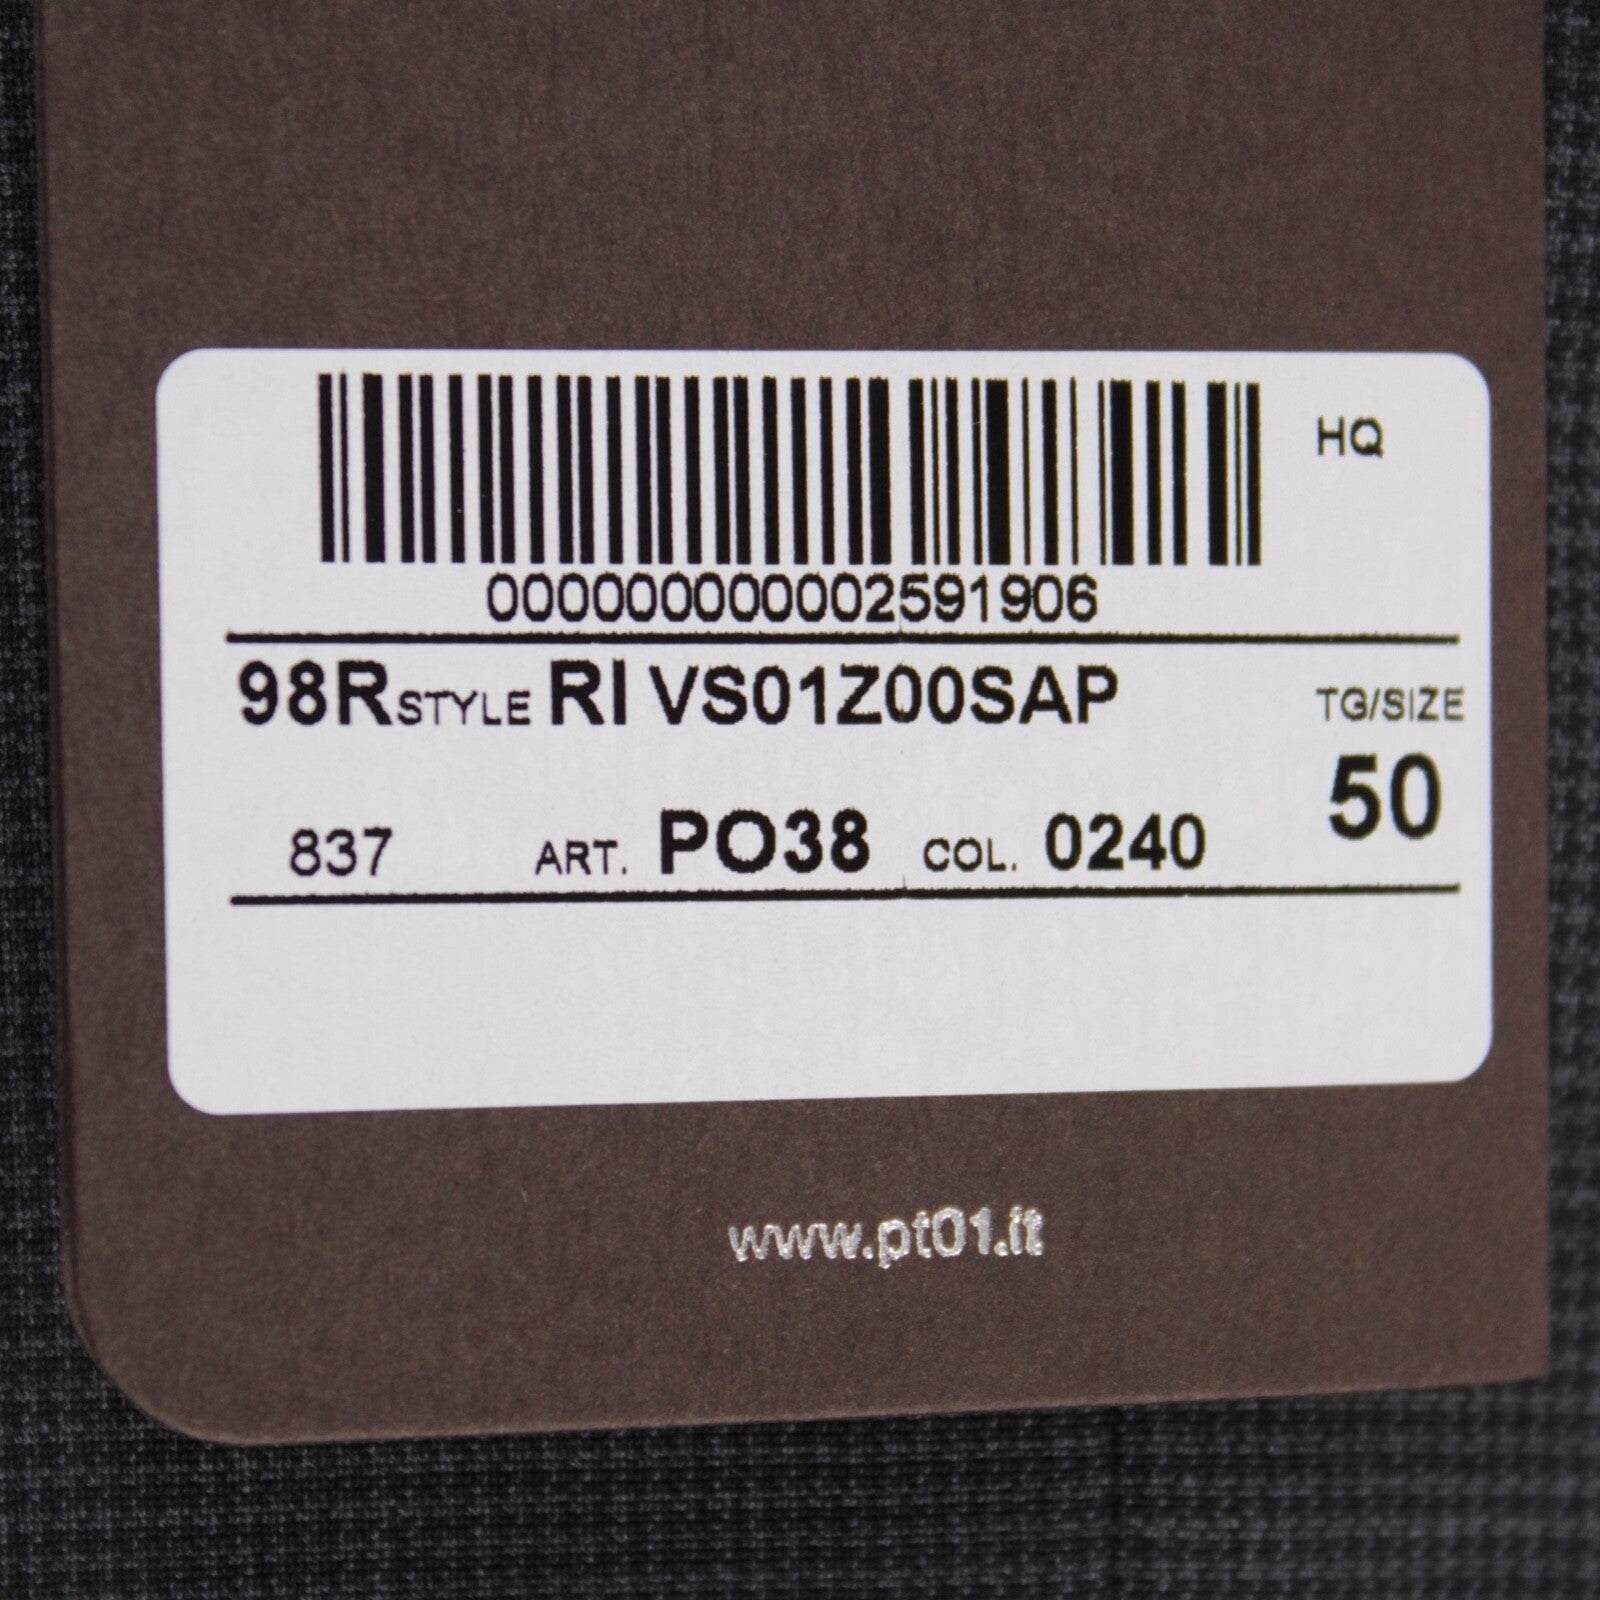 HQ
000000000002591906
98R STYLE RI VS01Z00SAP TG/SIZE
50
837 ART. PO38 COL. 0240
www.pt01.it